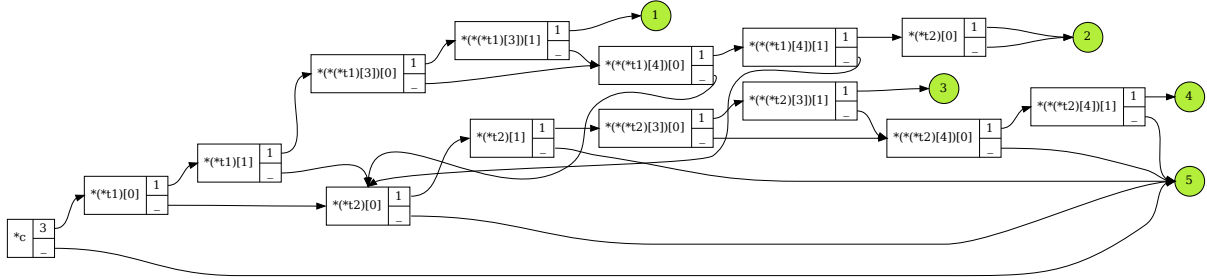 *c
3
_
*(*t1)[0]
1
_
*(*t1)[1]
1
_
*(*(*t1)[3])[0]
1
_
*(*t2)[0]
1
_
*(*(*t1)[3])[1]
1
_
*(*t2)[1]
1
_
1
*(*(*t1)[4])[0]
1
_
*(*(*t2)[3])[0]
1
_
*(*(*t1)[4])[1]
1
_
*(*(*t2)[3])[1]
1
_
*(*t2)[0]
1
_
3
*(*(*t2)[4])[0]
1
_
2
*(*(*t2)[4])[1]
1
_
4
5